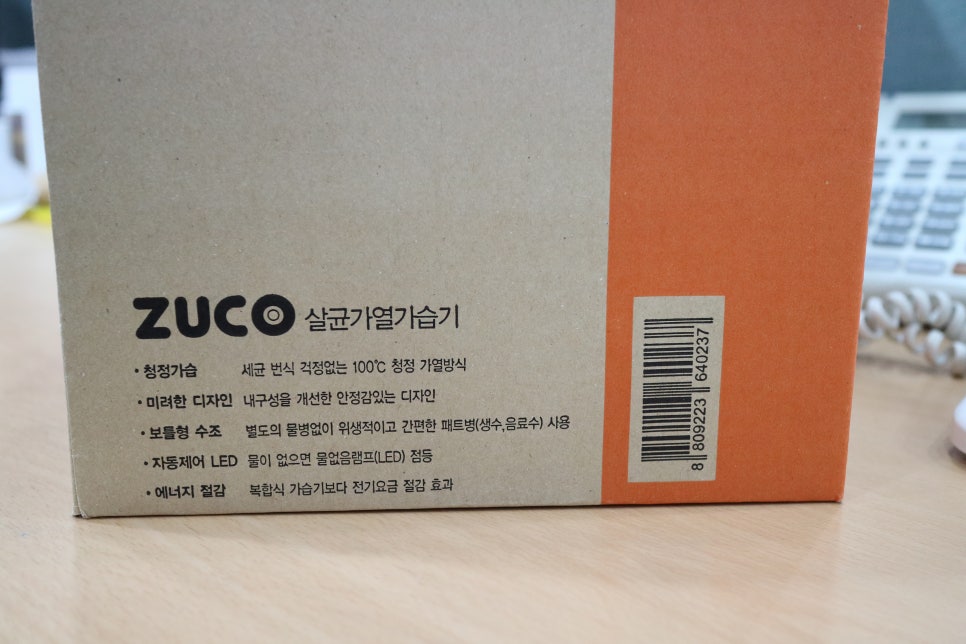 ZUCO 살균가열가습기
• 청정가습 세균 번식 걱정없는 100℃ 청정 가열방식
• 미려한 디자인 내구성을 개선한 안정감있는 디자인
• 보틀형 수조 별도의 물병없이 위생적이고 간편한 패트병(생수,음료수) 사용
• 자동제어 LED 물이 없으면 물없음램프(LED) 점등
• 에너지 절감 복합식 가습기보다 전기요금 절감 효과
8 809223 640237